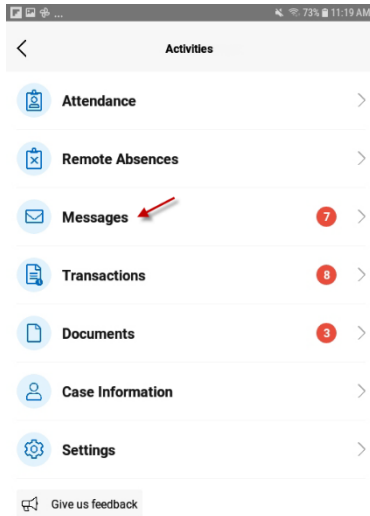 ... 73% 11:19 AM
Activities
Attendance
Remote Absences
Messages 7
Transactions 8
Documents 3
Case Information
Settings
Give us feedback